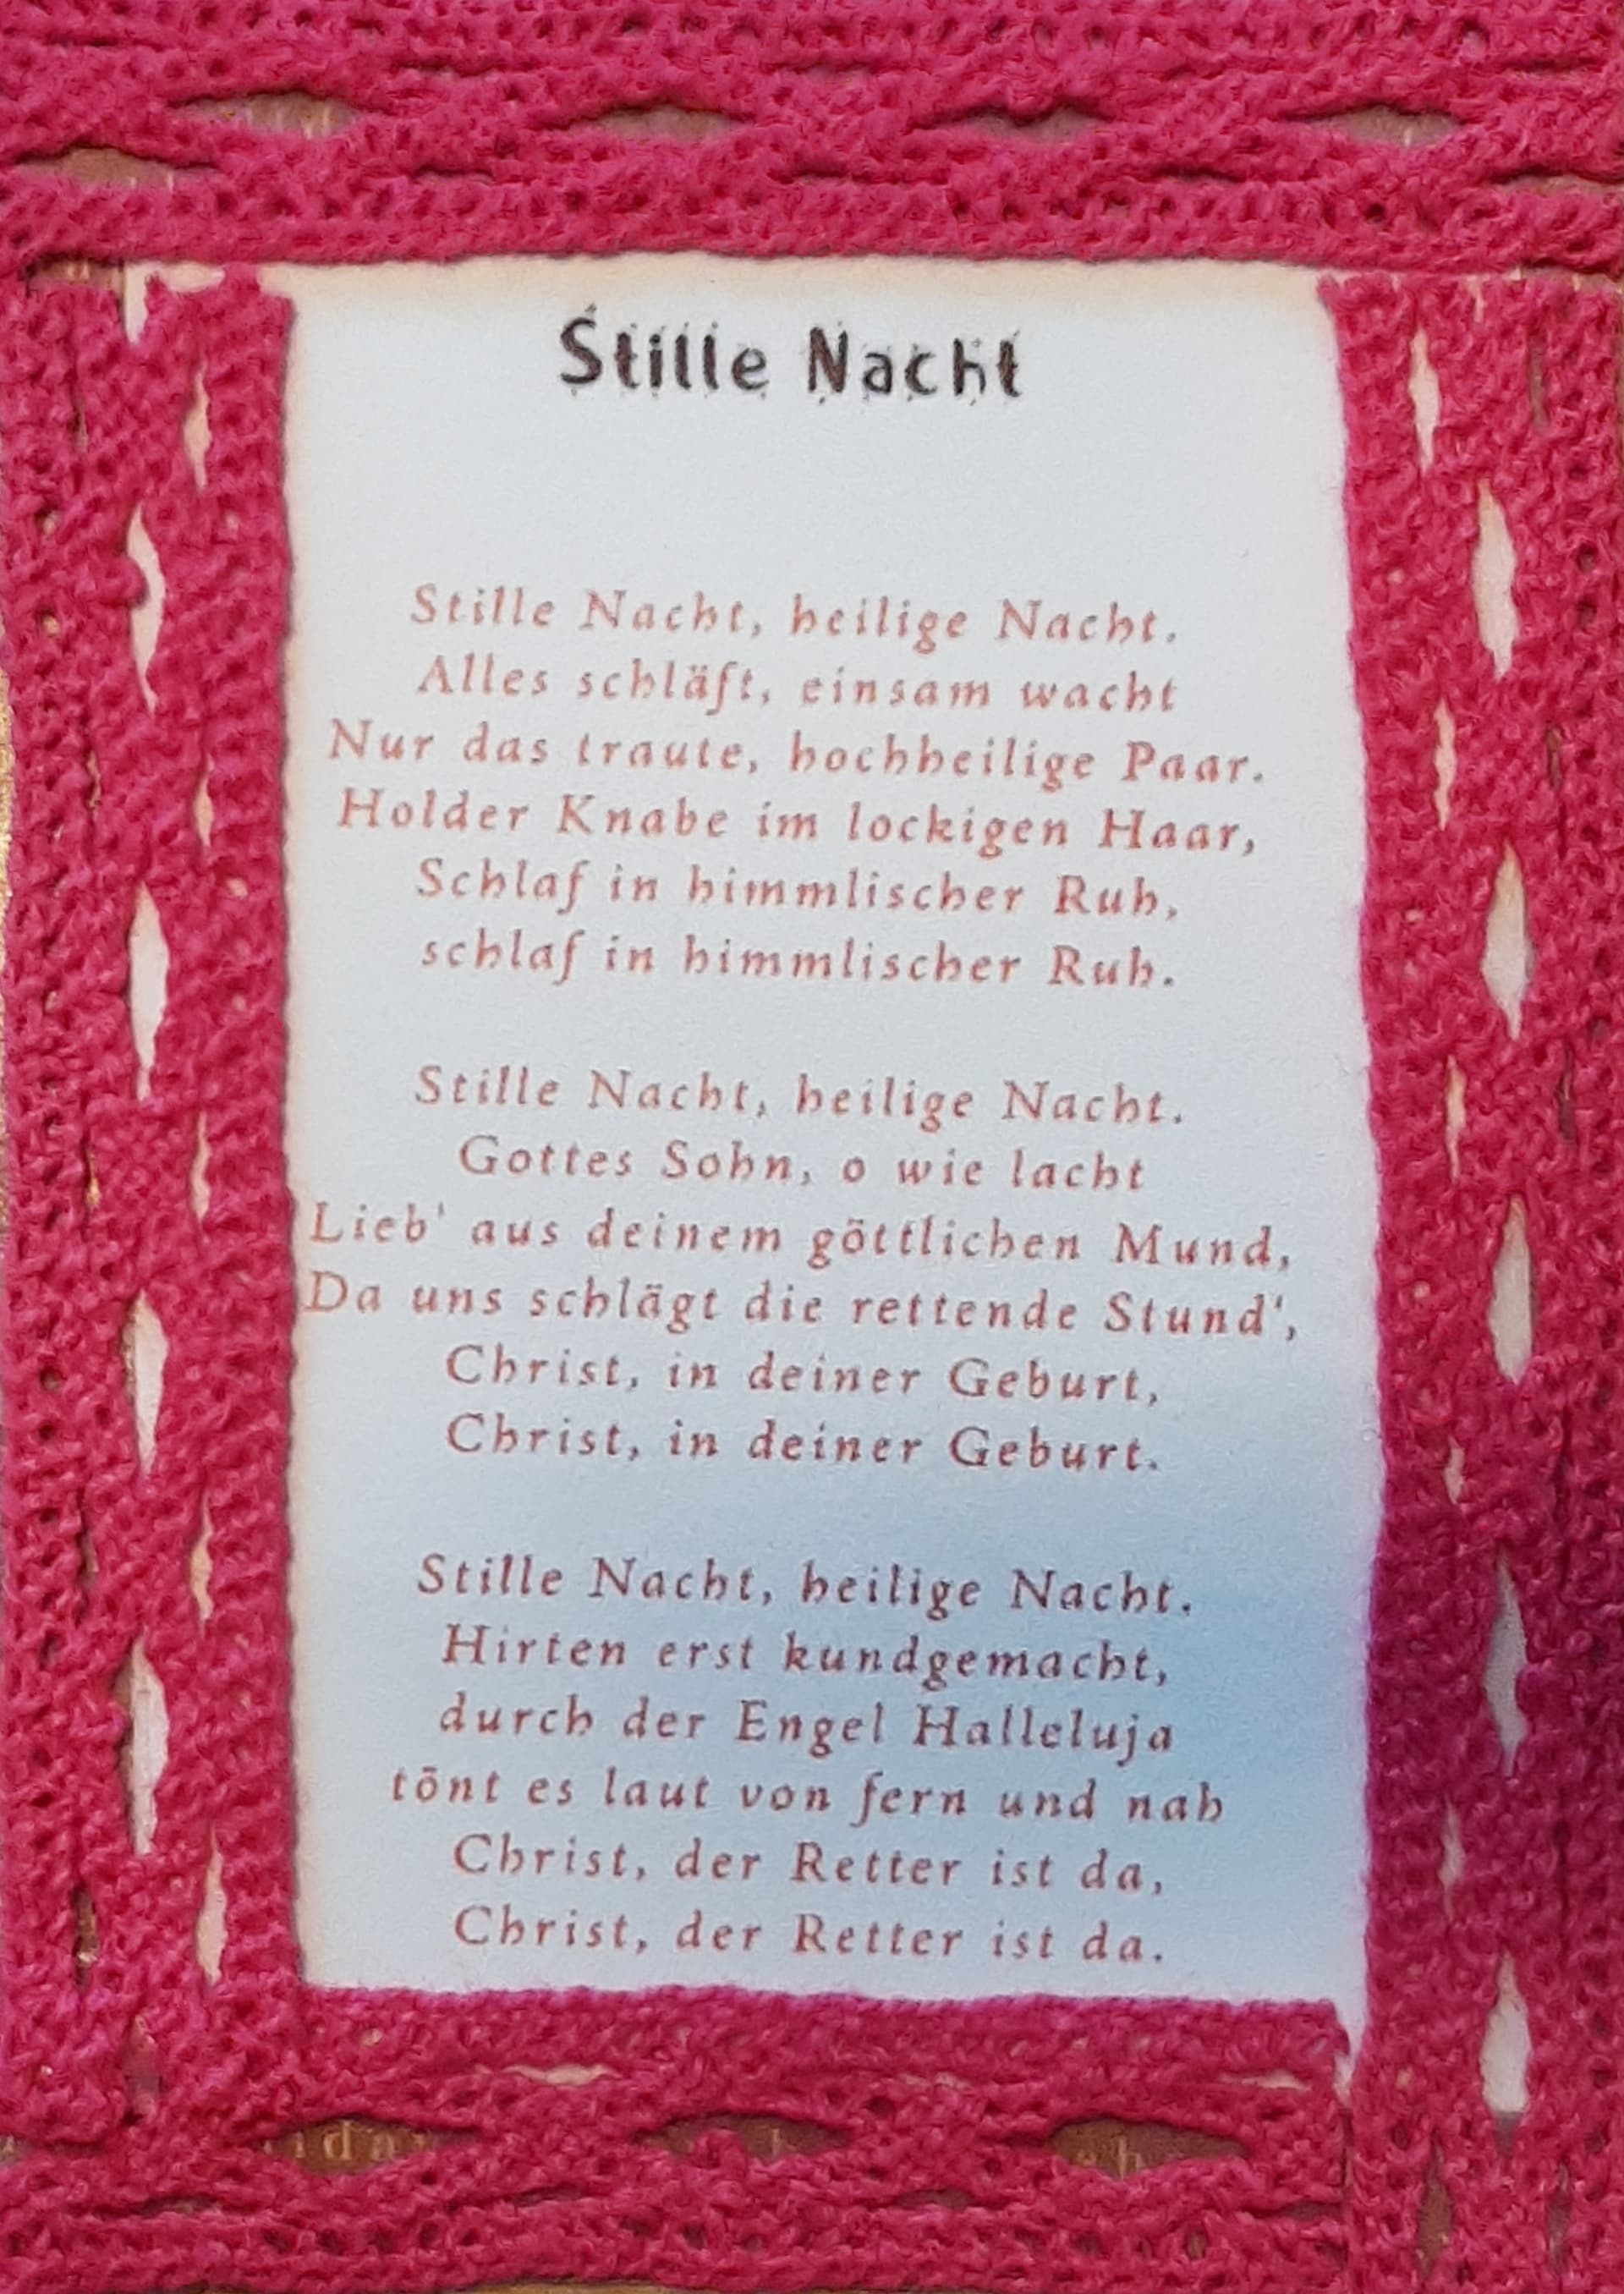 Stille Nacht
Stille Nacht, heilige Nacht.
Alles schläft, einsam wacht
Nur das traute, hochheilige Paar.
Holder Knabe im lockigen Haar,
Schlaf in himmlischer Ruh,
schlaf in himmlischer Ruh.
Stille Nacht, heilige Nacht.
Gottes Sohn, o wie lacht
Lieb' aus deinem göttlichen Mund,
Da uns schlägt die rettende Stund',
Christ, in deiner Geburt,
Christ, in deiner Geburt.
Stille Nacht, heilige Nacht.
Hirten erst kundgemacht,
durch der Engel Halleluja
tönt es laut von fern und nah
Christ, der Retter ist da,
Christ, der Retter ist da.